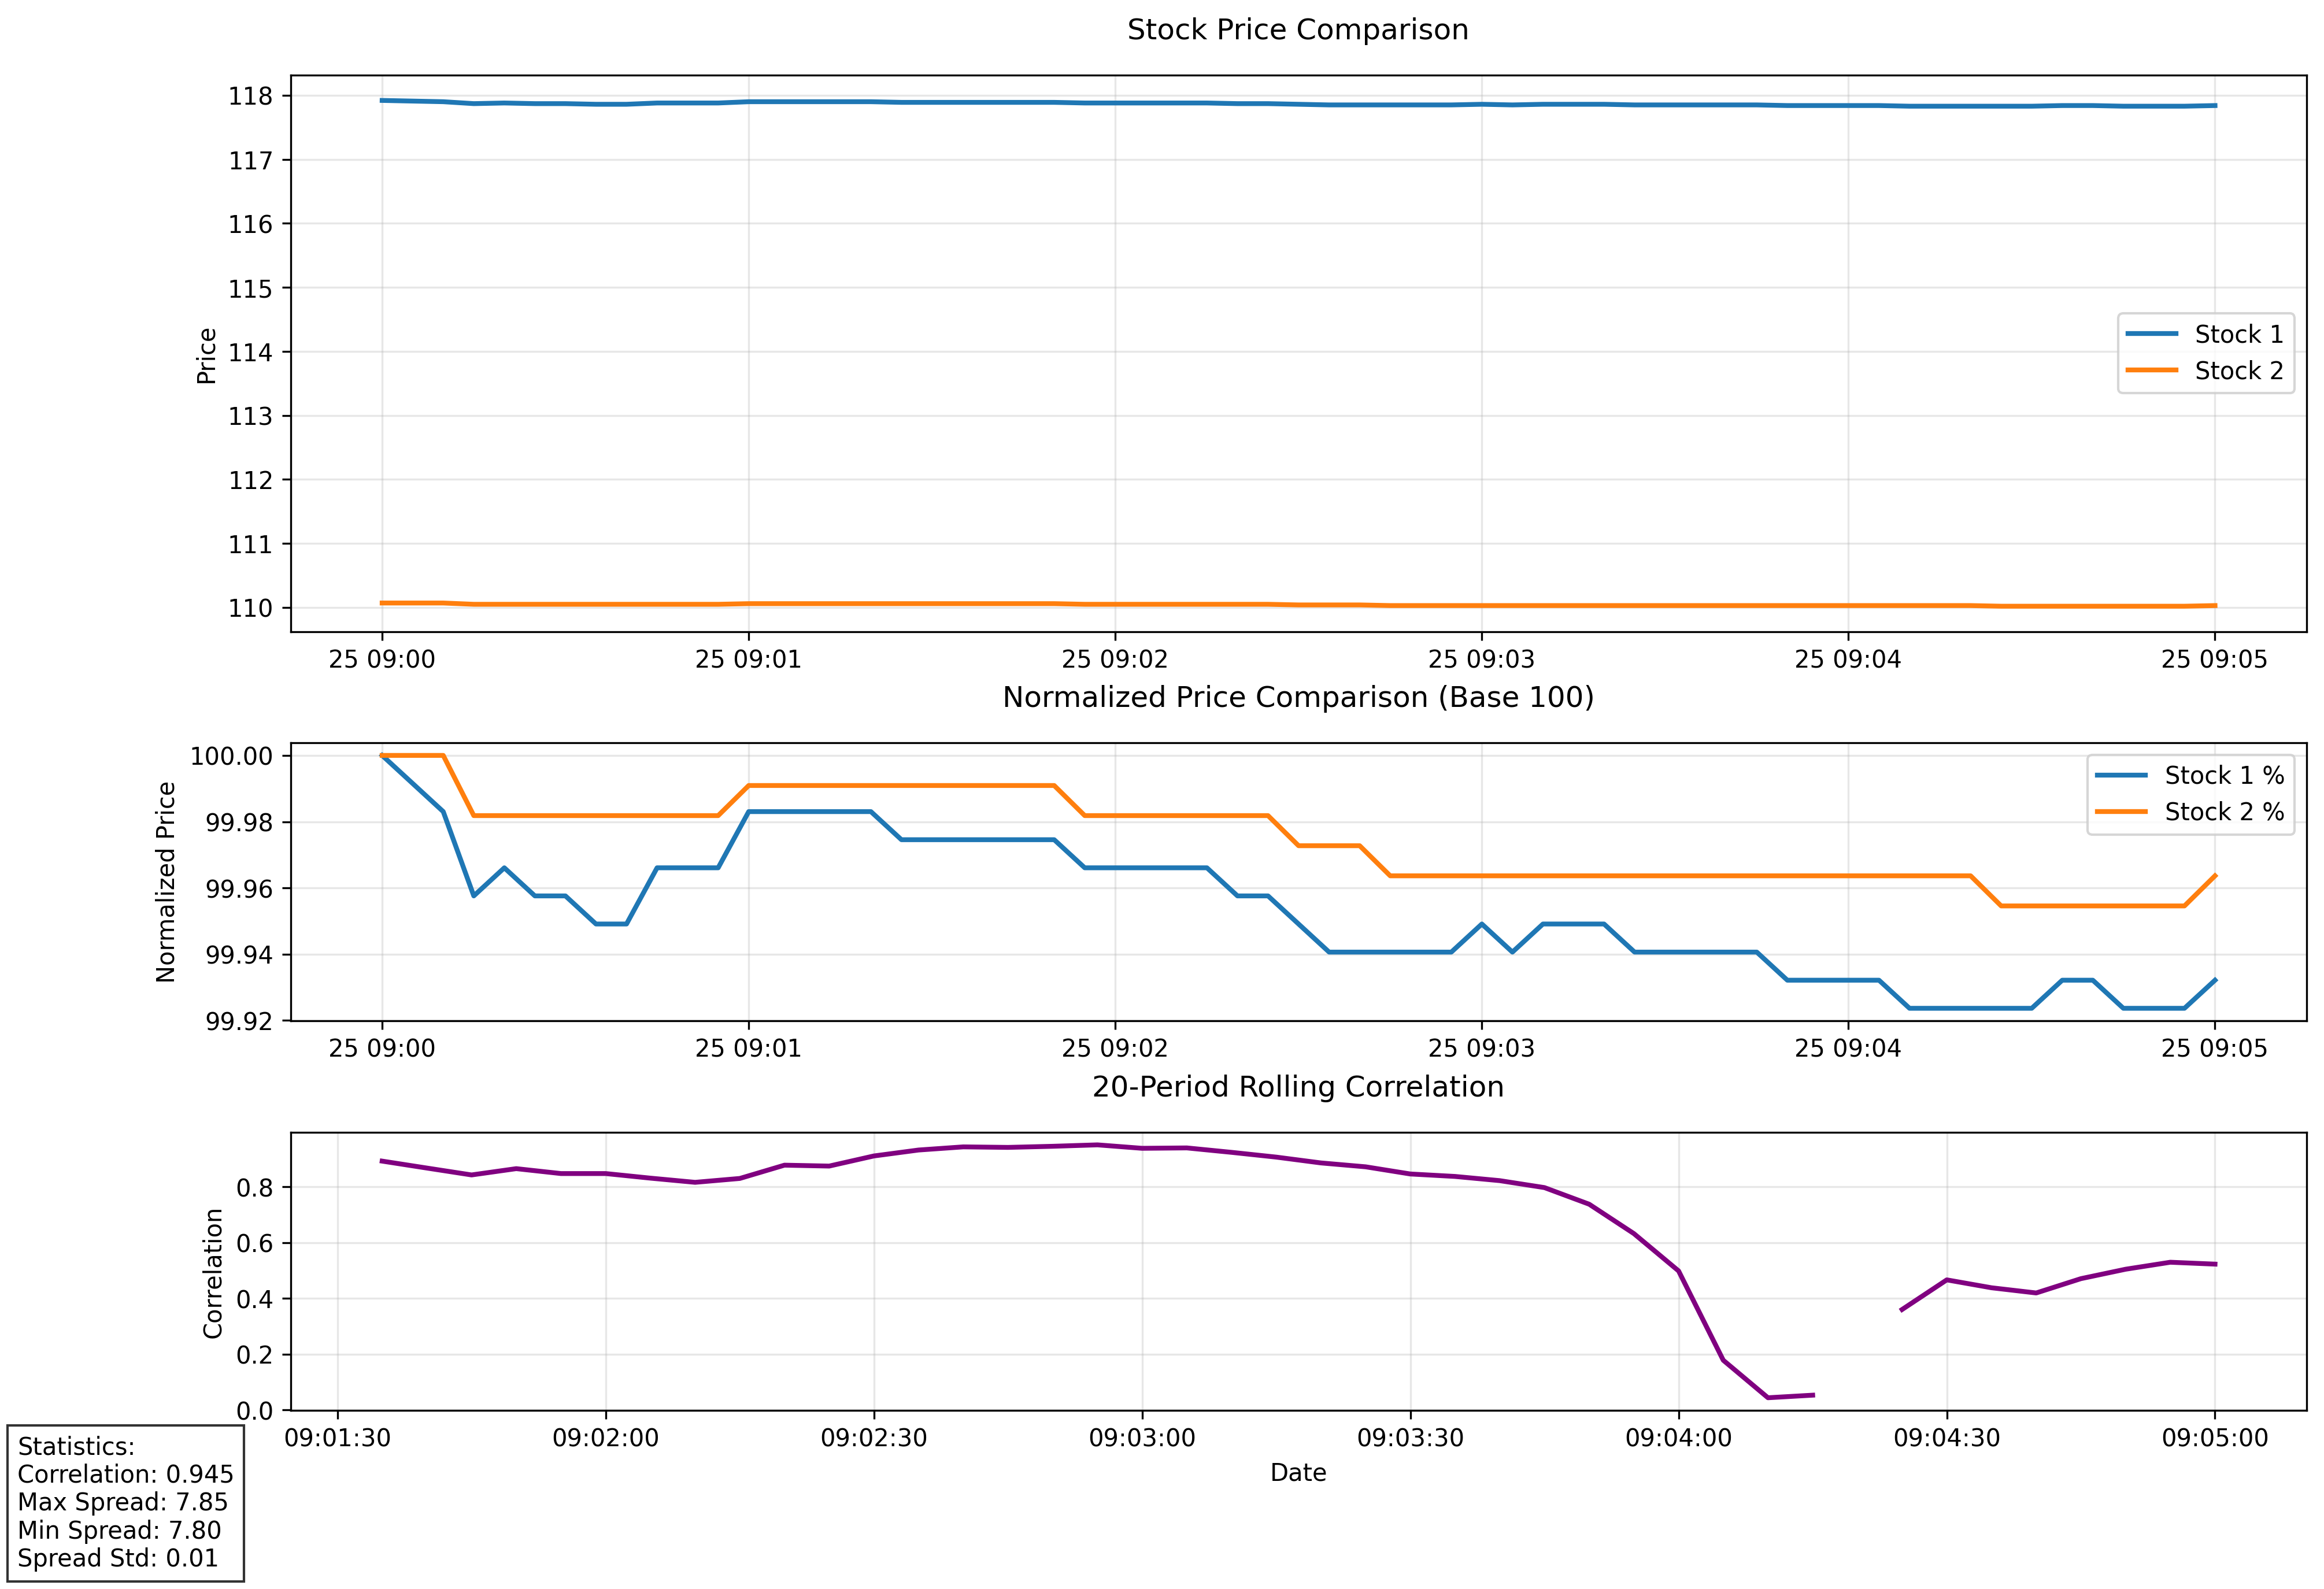 Stock Price Comparison
118
117
116
115
114
113
112
111
110
Price
Stock 1
Stock 2
25 09:00 25 09:01 25 09:02 25 09:03 25 09:04 25 09:05
Normalized Price Comparison (Base 100)
100.00
99.98
99.96
99.94
99.92
Normalized Price
Stock 1 %
Stock 2 %
25 09:00 25 09:01 25 09:02 25 09:03 25 09:04 25 09:05
20-Period Rolling Correlation
0.8
0.6
0.4
0.2
0.0
Correlation
09:01:30 09:02:00 09:02:30 09:03:00 09:03:30 09:04:00 09:04:30 09:05:00
Date
Statistics:
Correlation: 0.945
Max Spread: 7.85
Min Spread: 7.80
Spread Std: 0.01